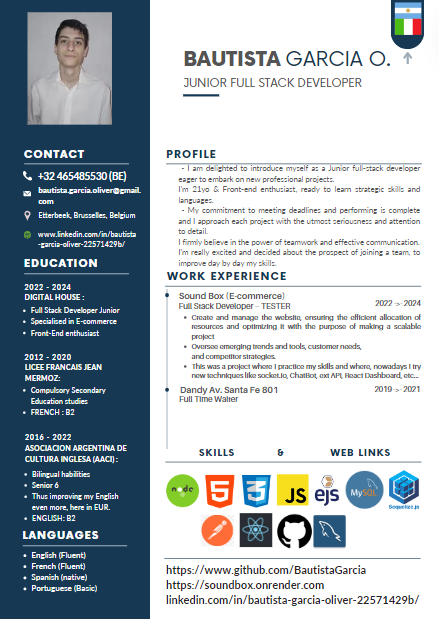 BAUTISTA GARCIA O.
JUNIOR FULL STACK DEVELOPER
CONTACT
+32 465485530 (BE)
bautista.garcia.oliver@gmail.
com
Etterbeek, Brusselles, Belgium
www.linkedin.com/in/bautista
-garcia-oliver-22571429b/
EDUCATION
2022 - 2024
DIGITAL HOUSE :
Full Stack Developer Junior
Specialised in E-commerce
Front-End enthusiast
2012 - 2020
LICEE FRANCAIS JEAN
MERMOZ:
Compulsory Secondary
Education studies
FRENCH : B2
2016 - 2022
ASOCIACION ARGENTINA DE
CULTURA INGLESA (AACI) :
Bilingual habilities
Senior 6
Thus improving my English
even more, here in EUR.
ENGLISH: B2
LANGUAGES
English (Fluent)
French (Fluent)
Spanish (native)
Portuguese (Basic)
PROFILE
- I am delighted to introduce myself as a Junior full-stack developer
eager to embark on new professional projects.
I'm 21yo & Front-end enthusiast, ready to learn strategic skills and
languages.
- My commitment to meeting deadlines and performing is complete
and I approach each project with the utmost seriousness and attention
to detail.
I firmly believe in the power of teamwork and effective communication.
I'm really excited and decided about the prospect of joining a team, to
improve day by day my skills.
WORK EXPERIENCE
Sound Box (E-commerce)
Full Stack Developer - TESTER
2022 -> 2024
Create and manage the website, ensuring the efficient allocation of
resources and optimizing it with the purpose of making a scalable
project
Oversee emerging trends and tools, customer needs,
and competitor strategies.
This was a project where I practice my skills and where, nowadays I try
new techniques like socket.io, ChatBot, ext API, React Dashboard, etc...
Dandy Av. Santa Fe 801
2019 -> 2021
Full Time Waiter
SKILLS & WEB LINKS
node
5
3
JS
<%
ejs
MySQL
Sequelize.js
https://www.github.com/BautistaGarcia
https://soundbox.onrender.com
linkedin.com/in/bautista-garcia-oliver-22571429b/